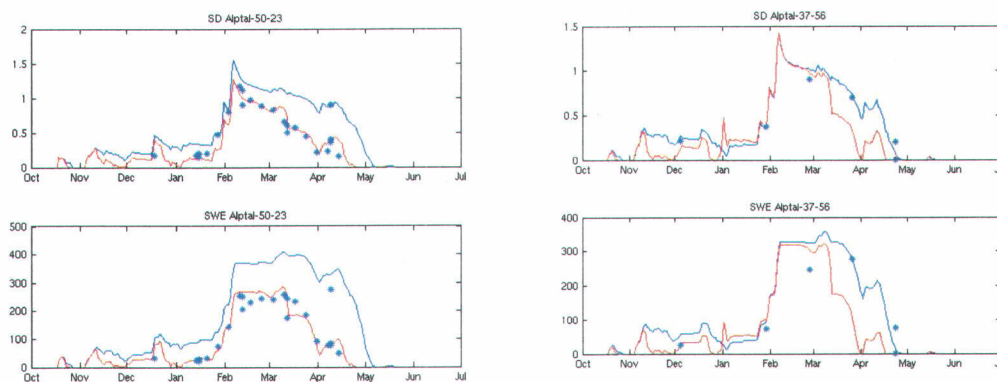 SD Alptal-50-23
2
1.5
1
0.5
0
Oct Nov Dec Jan Feb Mar Apr May Jun Jul
SWE Alptal-50-23
500
400
300
200
100
0
Oct Nov Dec Jan Feb Mar Apr May Jun Jul
SD Alptal-37-56
1.5
1
0.5
0
Oct Nov Dec Jan Feb Mar Apr May Jun
SWE Alptal-37-56
400
300
200
100
0
Oct Nov Dec Jan Feb Mar Apr May Jun